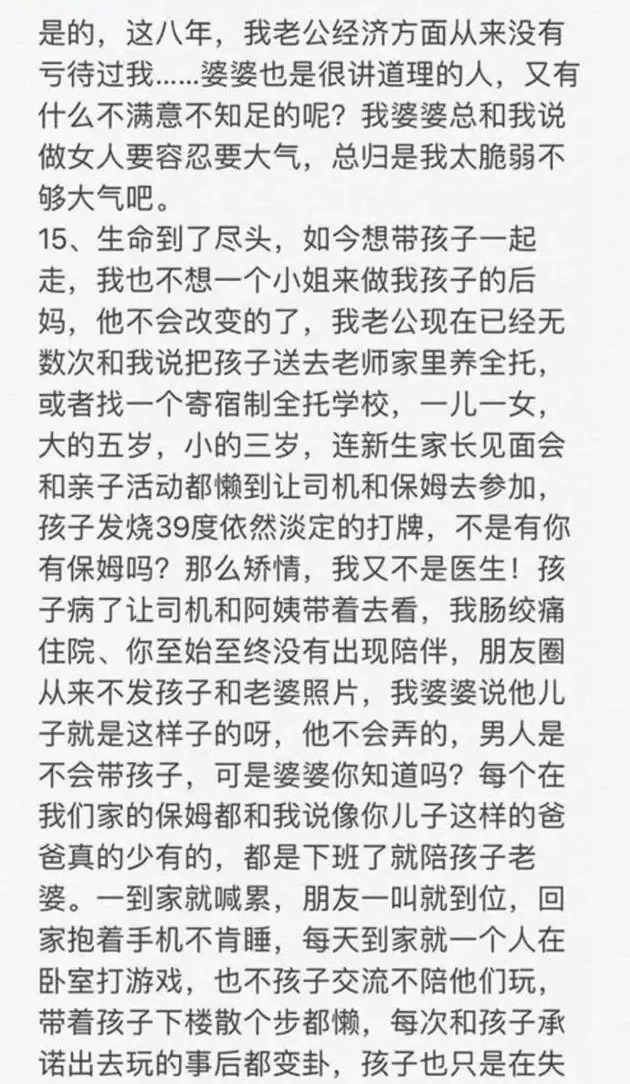 是的，这八年，我老公经济方面从来没有
亏待过我……婆婆也是很讲道理的人，又有
什么不满意不知足的呢？我婆婆总和我说
做女人要容忍要大气，总归是我太脆弱不
够大气吧。
15、生命到了尽头，如今想带孩子一起
走，我也不想一个小姐来做我孩子的后
妈，他不会改变的了，我老公现在已经无
数次和我说把孩子送去老师家里养全托，
或者找一个寄宿制全托学校，一儿一女，
大的五岁，小的三岁，连新生家长见面会
和亲子活动都懒到让司机和保姆去参加，
孩子发烧39度依然淡定的打牌，不是有你
有保姆吗？那么矫情，我又不是医生！孩
子病了让司机和阿姨带着去看，我肠绞痛
住院、你至始至终没有出现陪伴，朋友圈
从来不发孩子和老婆照片，我婆婆说他儿
子就是这样子的呀，他不会弄的，男人是
不会带孩子，可是婆婆你知道吗？每个在
我们家的保姆都和我说像你儿子这样的爸
爸真的少有的，都是下班了就陪孩子老
婆。一到家就喊累，朋友一叫就到位，回
家抱着手机不肯睡，每天到家就一个人在
卧室打游戏，也不孩子交流不陪他们玩，
带着孩子下楼散个步都懒，每次和孩子承
诺出去玩的事后都变卦，孩子也只是在失